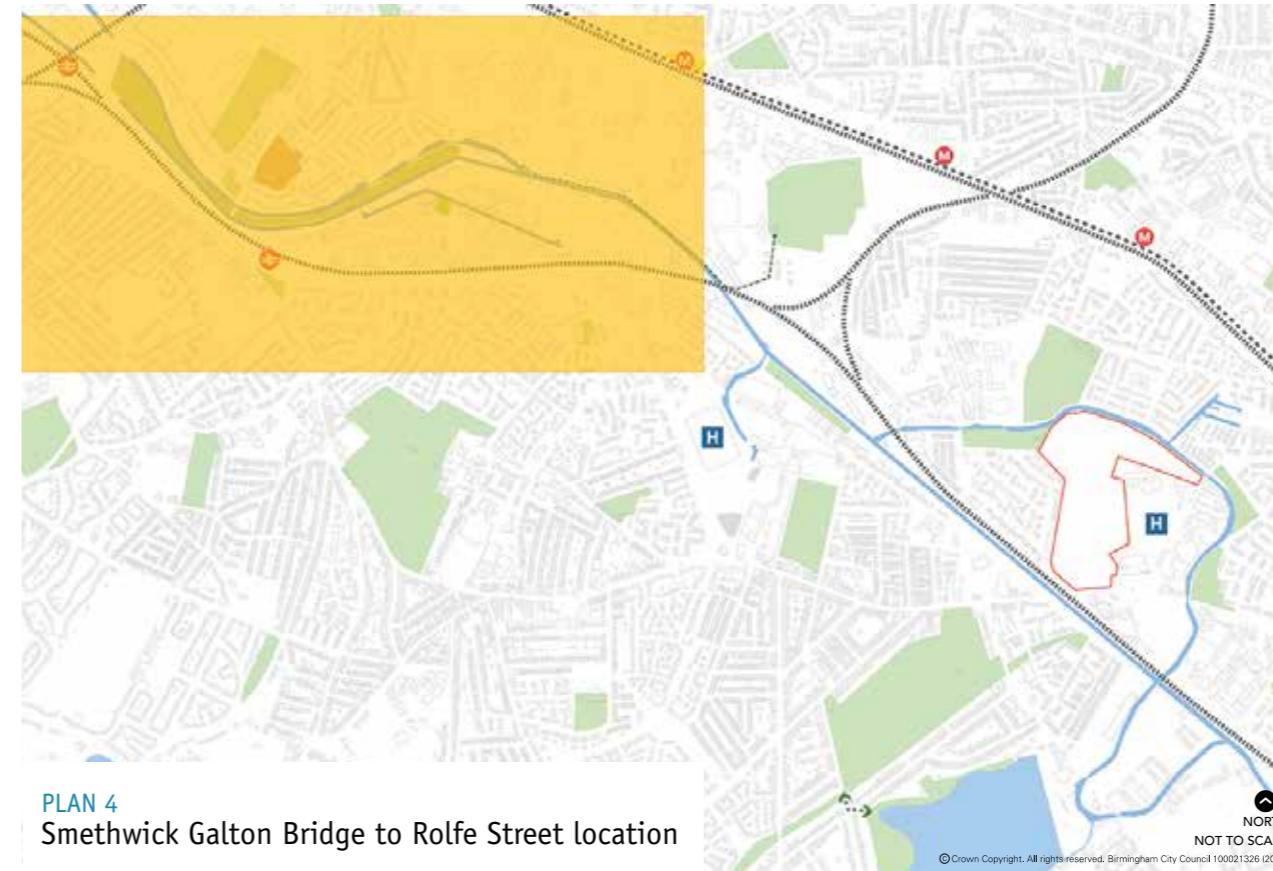 M
M
M
H
H
PLAN 4
Smethwick Galton Bridge to Rolfe Street location
NOR
NOT TO SCA
© Crown Copyright. All rights reserved. Birmingham City Council 100021326 (20